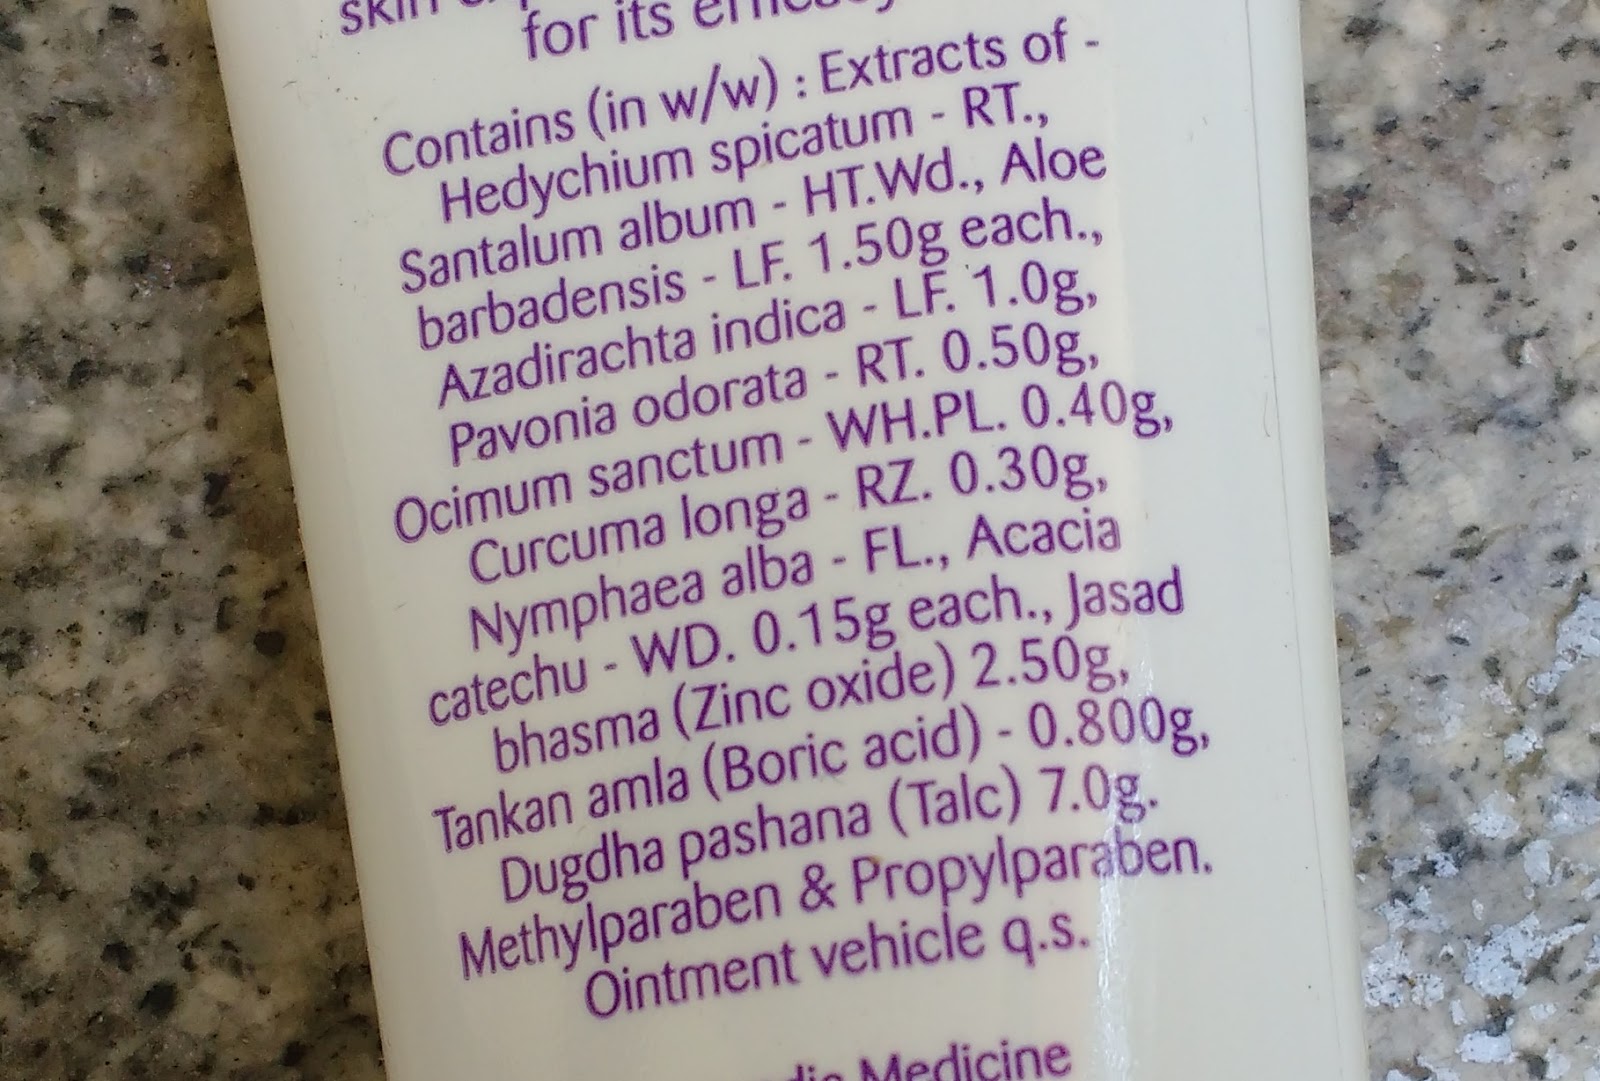 skin
for its efficacy
Contains (in w/w) : Extracts of -
Hedychium spicatum - RT.,
Santalum album - HT.Wd., Aloe
barbadensis - LF. 1.50g each.,
Azadirachta indica - LF. 1.0g,
Pavonia odorata - RT. 0.50g,
Ocimum sanctum - WH.PL. 0.40g,
Curcuma longa - RZ. 0.30g,
Nymphaea alba - FL., Acacia
catechu - WD. 0.15g each., Jasad
bhasma (Zinc oxide) 2.50g,
Tankan amla (Boric acid) - 0.800g,
Dugdha pashana (Talc) 7.0g.
Methylparaben & Propylparaben.
Ointment vehicle q.s.
Medicine